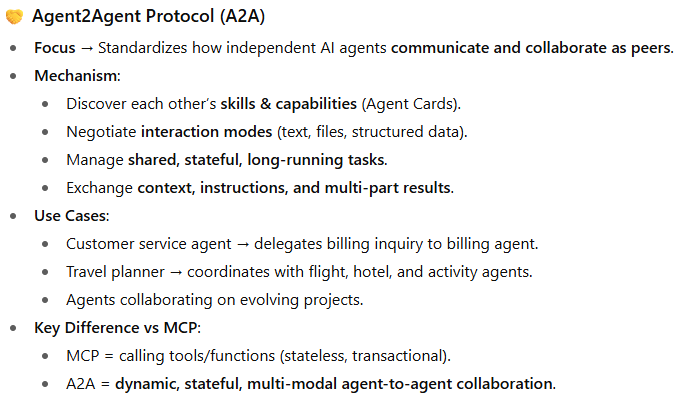 🤝 Agent2Agent Protocol (A2A)
• Focus → Standardizes how independent AI agents communicate and collaborate as peers.
• Mechanism:
• Discover each other's skills & capabilities (Agent Cards).
• Negotiate interaction modes (text, files, structured data).
• Manage shared, stateful, long-running tasks.
• Exchange context, instructions, and multi-part results.
• Use Cases:
• Customer service agent → delegates billing inquiry to billing agent.
• Travel planner → coordinates with flight, hotel, and activity agents.
• Agents collaborating on evolving projects.
• Key Difference vs MCP:
• MCP = calling tools/functions (stateless, transactional).
• A2A = dynamic, stateful, multi-modal agent-to-agent collaboration.